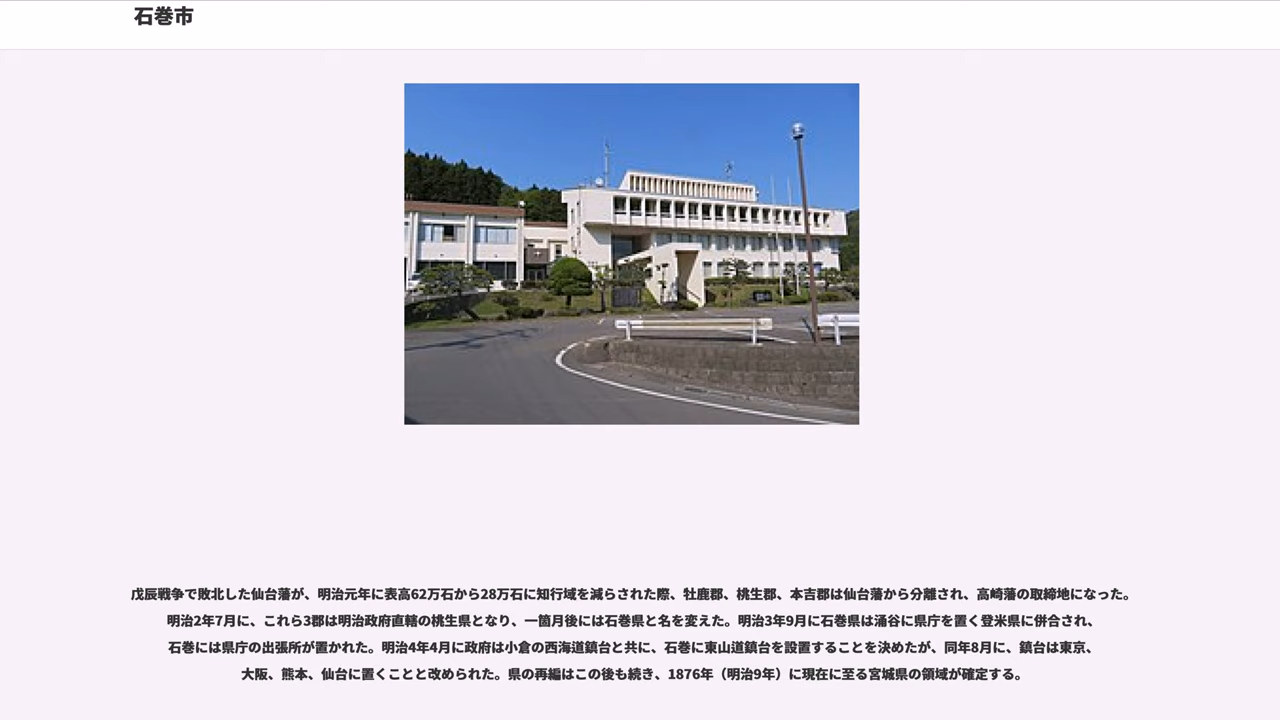 石巻市
戊辰戦争で敗北した仙台藩が、明治元年に表高62万石から28万石に知行域を減らされた際、牡鹿郡、桃生郡、本吉郡は仙台藩から分離され、高崎藩の取締地になった。
明治2年7月に、これら3郡は明治政府直轄の桃生県となり、一箇月後には石巻県と名を変えた。明治3年9月に石巻県は涌谷に県庁を置く登米県に併合され、
石巻には県庁の出張所が置かれた。明治4年4月に政府は小倉の西海道鎮台と共に、石巻に東山道鎮台を設置することを決めたが、同年8月に、鎮台は東京、
大阪、熊本、仙台に置くことと改められた。県の再編はこの後も続き、1876年（明治9年）に現在に至る宮城県の領域が確定する。